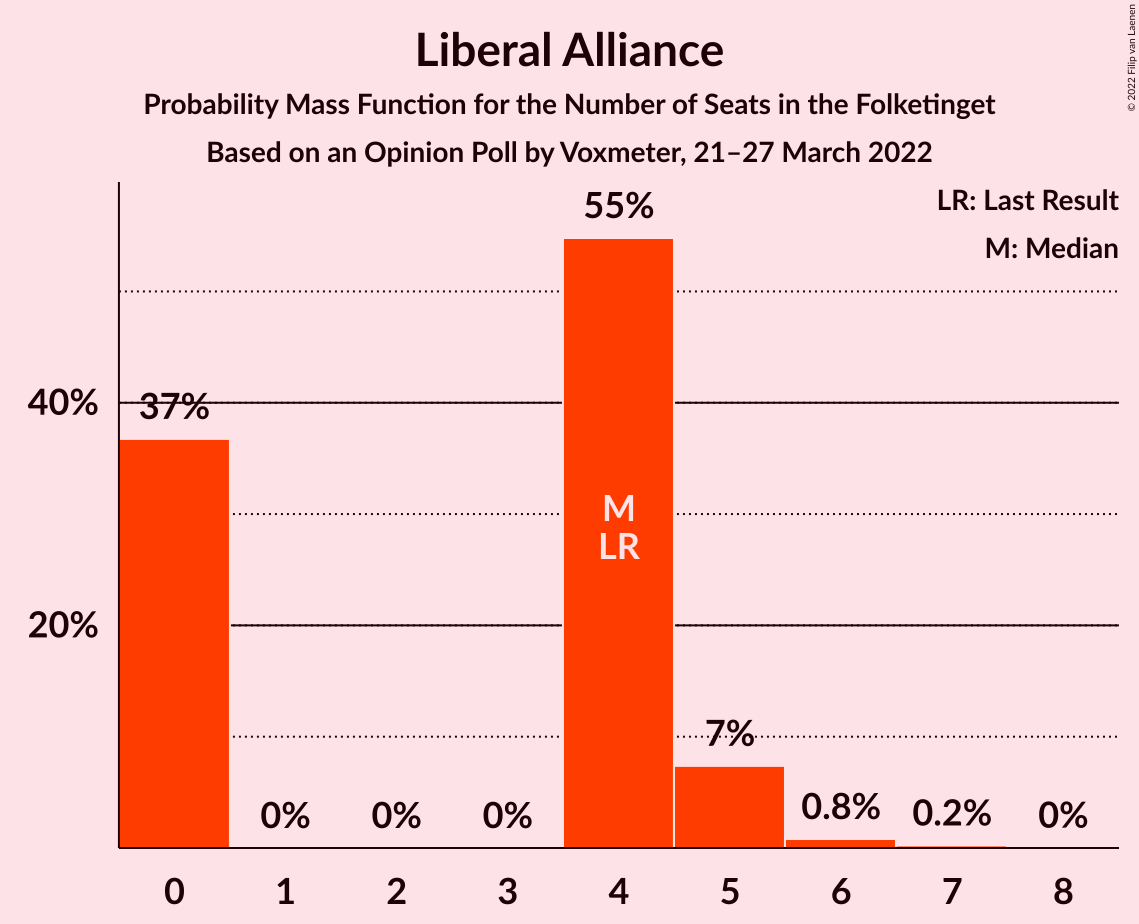 © 2022 Filip van Laenen
Liberal Alliance
Probability Mass Function for the Number of Seats in the Folketinget
Based on an Opinion Poll by Voxmeter, 21–27 March 2022
LR: Last Result
M: Median
55%
40%
37%
M
LR
20%
7%
0%
0%
0%
0.8%
0.2%
0%
0 1 2 3 4 5 6 7 8